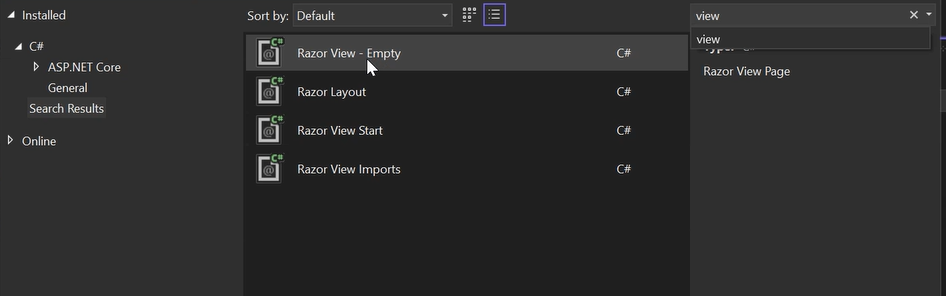 Installed
C#
ASP.NET Core
General
Search Results
Online
Sort by: Default
Razor View - Empty C#
Razor Layout C#
Razor View Start C#
Razor View Imports C#
view
view
Razor View Page